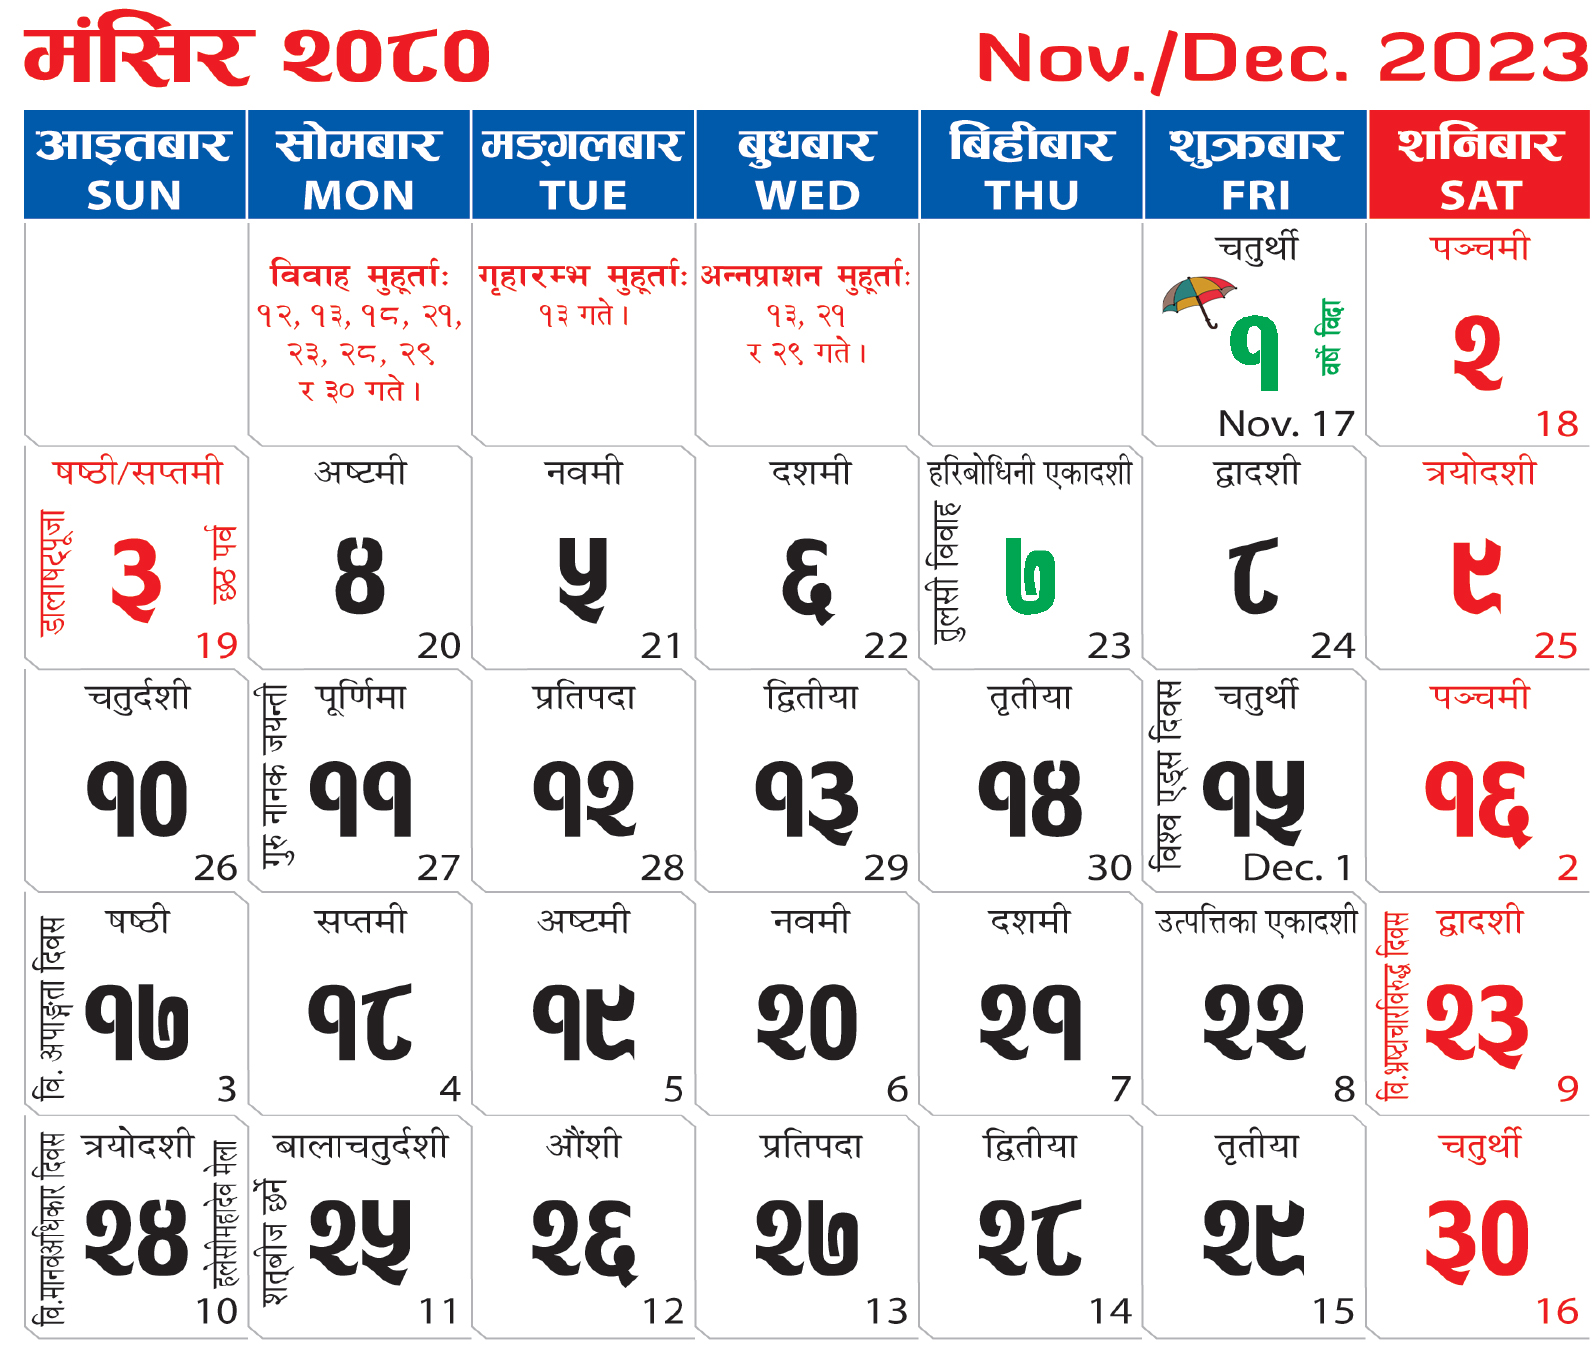 मंसिर २०८० Nov./Dec. 2023
आइतबार सोमबार मङ्गलबार बुधबार बिहीबार शुक्रबार शनिबार
SUN MON TUE WED THU FRI SAT
विवाह मुहूर्ताः
१२, १३, १८, २१,
२३, २८, २९
र ३० गते।
गृहारम्भ मुहूर्ताः
१३ गते।
अन्नप्राशन मुहूर्ताः
१३, २१
र २९ गते।
चतुर्थी
१
वर्षे विदा
Nov. 17
पञ्चमी
२
18
षष्ठी/सप्तमी
डालाषट्पूजा
३
छठ पर्व
19
अष्टमी
४
20
नवमी
५
21
दशमी
६
22
हरिबोधिनी एकादशी
तुलसी विवाह
७
23
द्वादशी
८
24
त्रयोदशी
९
25
चतुर्दशी
१०
26
पूर्णिमा
गुरु नानक जयन्ती
११
27
प्रतिपदा
१२
28
द्वितीया
१३
29
तृतीया
१४
30
चतुर्थी
विश्व एड्स दिवस
१५
Dec. 1
पञ्चमी
१६
2
षष्ठी
वि. अपाङ्गता दिवस
१७
3
सप्तमी
१८
4
अष्टमी
१९
5
नवमी
२०
6
दशमी
२१
7
उत्पत्तिका एकादशी
२२
8
द्वादशी
वि.भ्रष्टाचारविरुद्ध दिवस
२३
9
त्रयोदशी
वि.मानवअधिकार दिवस
२४
हलेसीमहादेव मेला
10
बालाचतुर्दशी
शत्बीज छर्ने
२५
11
औंशी
२६
12
प्रतिपदा
२७
13
द्वितीया
२८
14
तृतीया
२९
15
चतुर्थी
३०
16